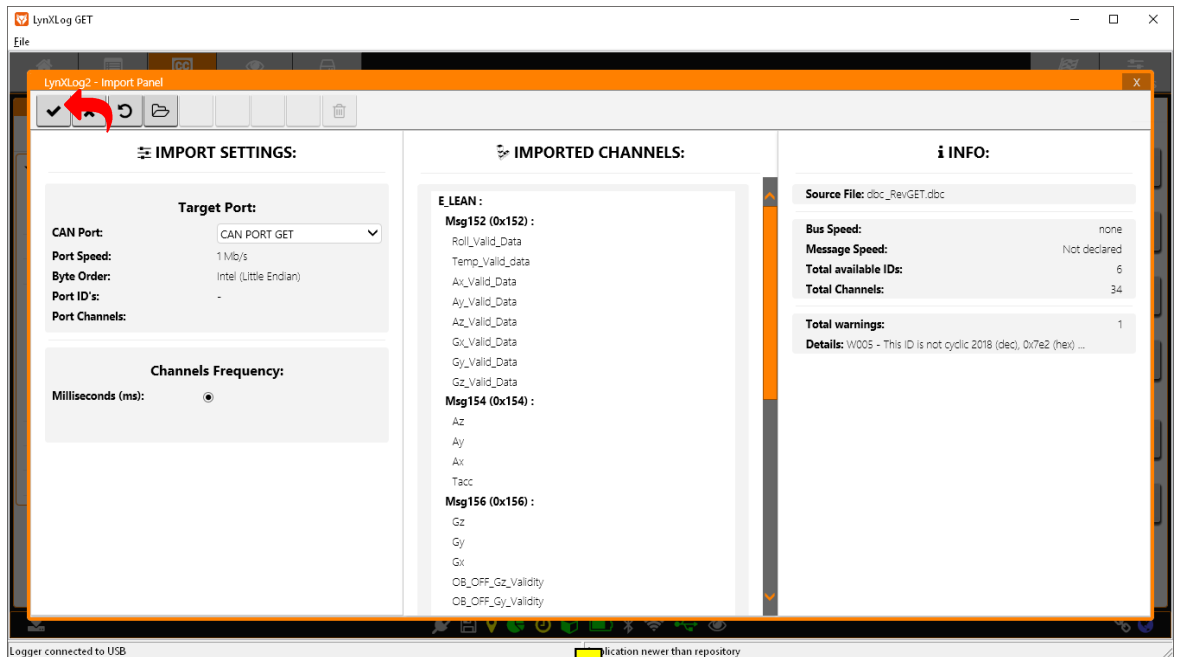 LynXLog GET
File
LynXLog2 - Import Panel
X
IMPORT SETTINGS:
Target Port:
CAN Port:
CAN PORT GET
Port Speed:
1 Mb/s
Byte Order:
Intel (Little Endian)
Port ID's:
-
Port Channels:
Channels Frequency:
Milliseconds (ms):
IMPORTED CHANNELS:
E_LEAN :
Msg152 (0x152) :
Roll_Valid_Data
Temp_Valid_data
Ax_Valid_Data
Ay_Valid_Data
Az_Valid_Data
Gx_Valid_Data
Gy_Valid_Data
Gz_Valid_Data
Msg154 (0x154) :
Az
Ay
Ax
Tacc
Msg156 (0x156) :
Gz
Gy
Gx
OB_OFF_Gz_Validity
OB_OFF_Gy_Validity
INFO:
Source File: dbc_RevGET.dbc
Bus Speed: none
Message Speed: Not declared
Total available IDs: 6
Total Channels: 34
Total warnings: 1
Details: W005 - This ID is not cyclic 2018 (dec), 0x7e2 (hex) ...
Logger connected to USB
newer than repository